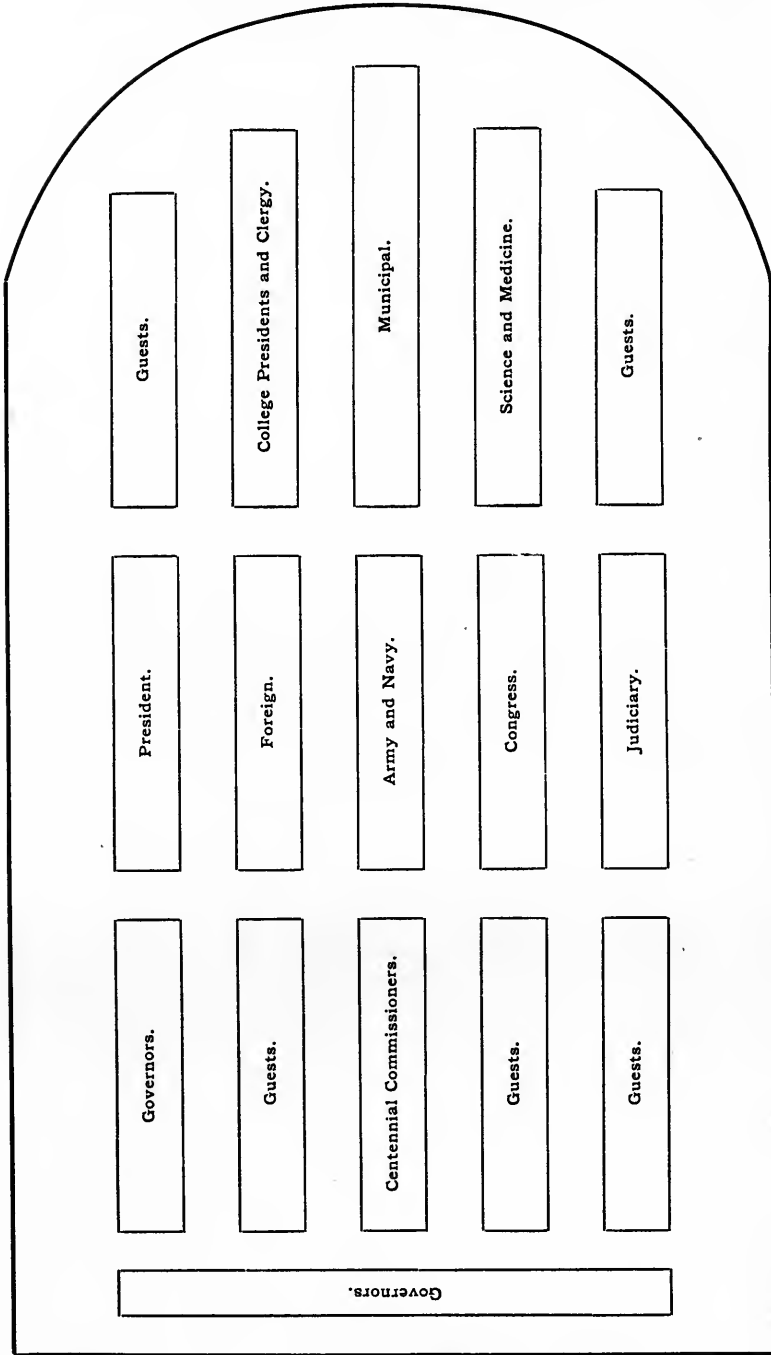 Guests.
College Presidents and Clergy.
Municipal.
Science and Medicine.
Guests.
President.
Foreign.
Army and Navy.
Congress.
Judiciary.
Governors.
Guests.
Centennial Commissioners.
Guests.
Guests.
Governors.